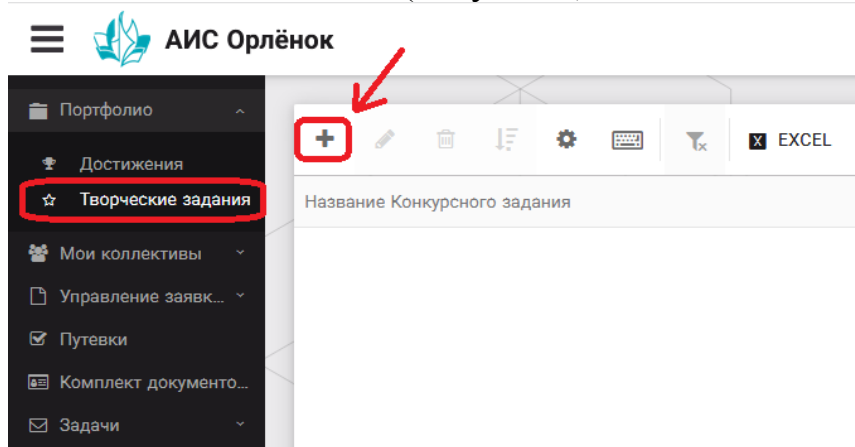 АИС Орлёнок
Портфолио
Достижения
Творческие задания
Мои коллективы
Управление заявк...
Путевки
Комплект документо...
Задачи
X EXCEL
Название Конкурсного задания